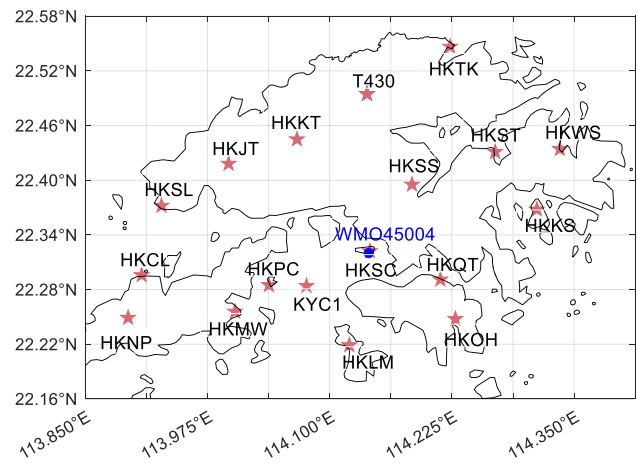 22.58°N
HKTK
22.52°N
T430
22.46°N
HKKT
HKST
HKWS
HKJT
HKSS
22.40°N
HKSL
HKKS
22.34°N
WMO45004
HKCL
HKPC
HKSC
HKQT
22.28°N
KYC1
HKNP
HKMW
HKOH
22.22°N
HKLM
22.16°N
113.850°E
113.975°E
114.100°E
114.225°E
114.350°E